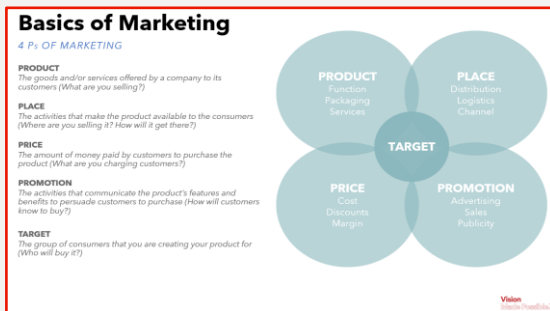 Basics of Marketing
4 Ps OF MARKETING
PRODUCT
The goods and/or services offered by a company to its
customers (What are you selling?)
PLACE
The activities that make the product available to the consumers
(Where are you selling it? How will it get there?)
PRICE
The amount of money paid by customers to purchase the
product (What are you charging customers?)
PROMOTION
The activities that communicate the product's features and
benefits to persuade customers to purchase (How will customers
know to buy?)
TARGET
The group of consumers that you are creating your product for
(Who will buy it?)
PRODUCT
Function
Packaging
Services
PLACE
Distribution
Logistics
Channel
TARGET
PRICE
Cost
Discounts
Margin
PROMOTION
Advertising
Sales
Publicity
Vision
Made Possible